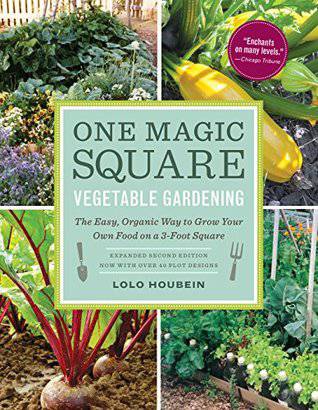 "Enchants
on many levels."
—Chicago Tribune
ONE MAGIC
SQUARE
VEGETABLE GARDENING
The Easy, Organic Way to Grow Your
Own Food on a 3-Foot Square
EXPANDED SECOND EDITION
NOW WITH OVER 40 PLOT DESIGNS
LOLO HOUBEIN